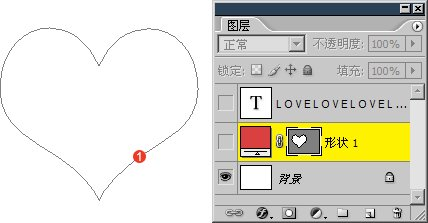 1
图层
正常 不透明度: 100%
锁定: 填充: 100%
T LOVELOVELOVEL...
形状 1
背景